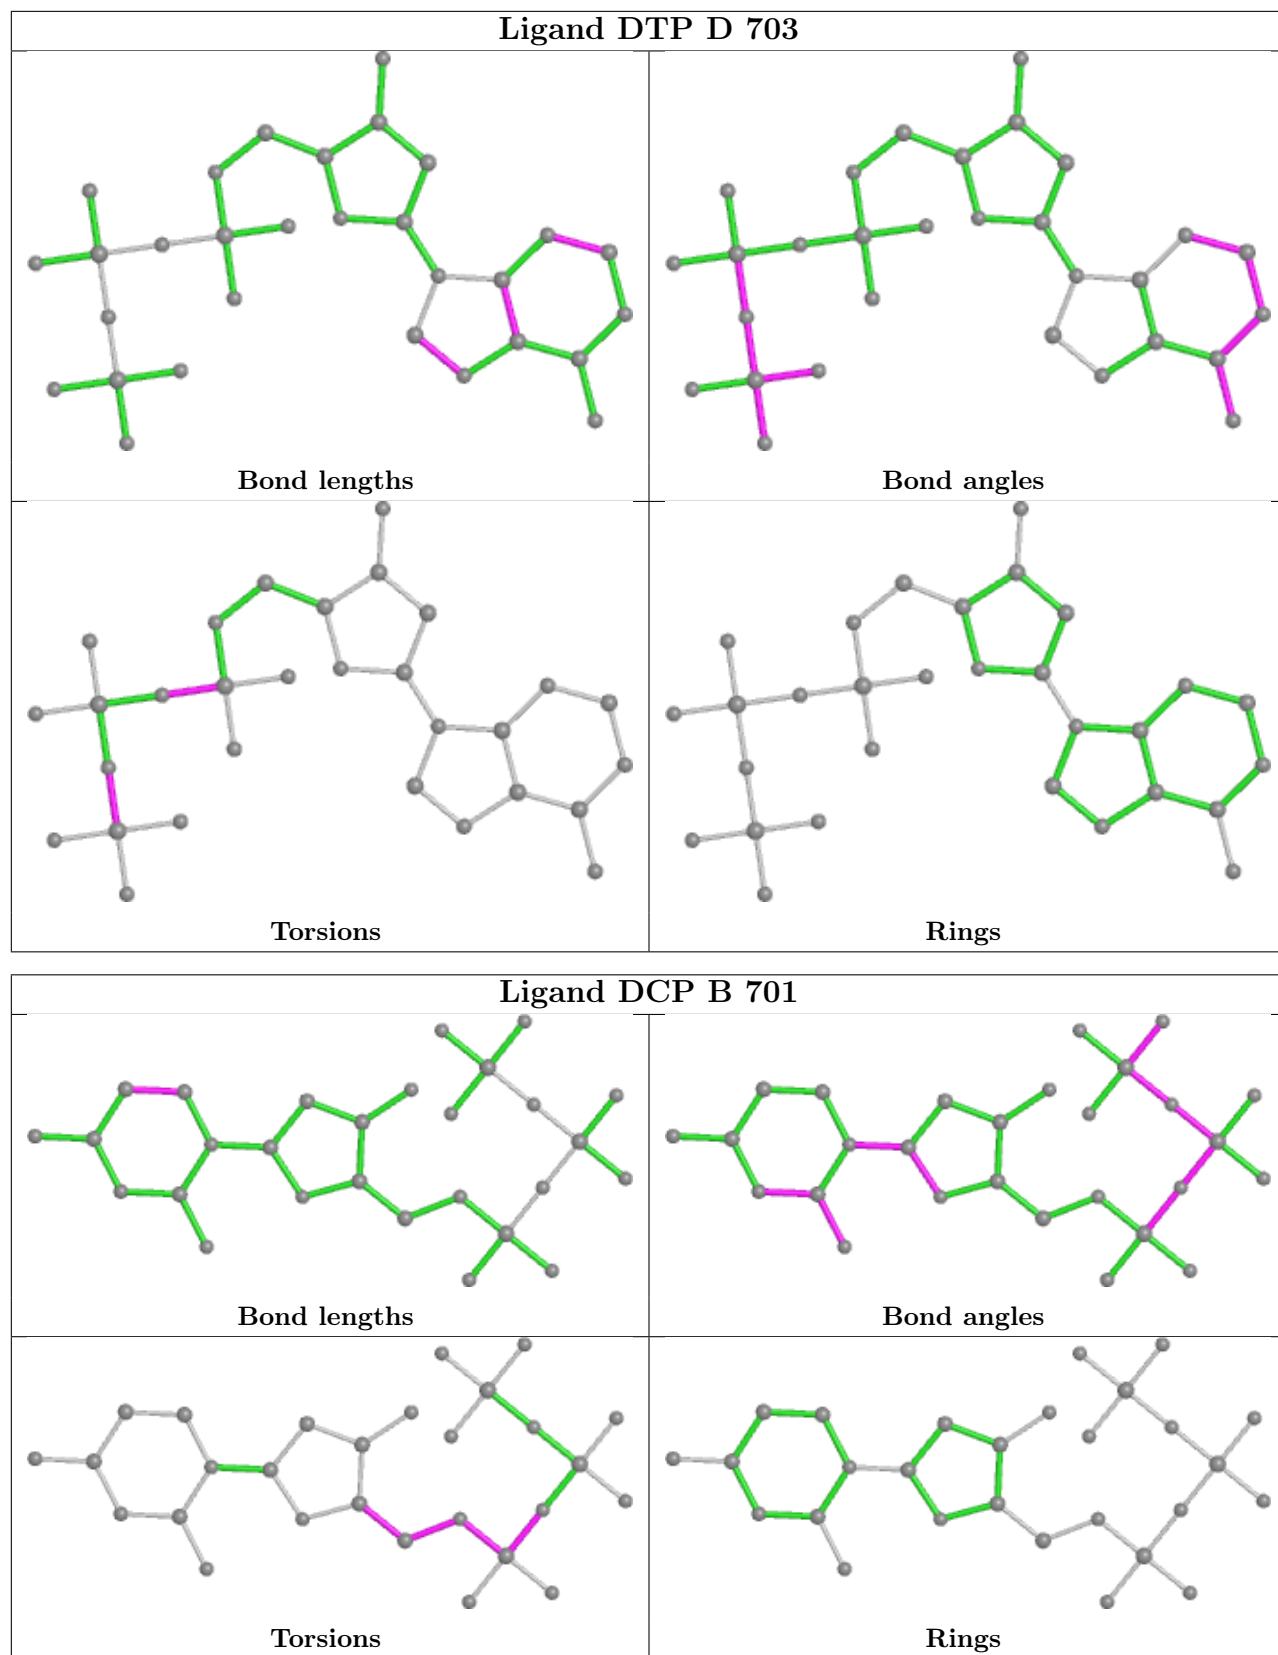 Ligand DTP D 703
Bond lengths
Bond angles
Torsions
Rings
Ligand DCP B 701
Bond lengths
Bond angles
Torsions
Rings